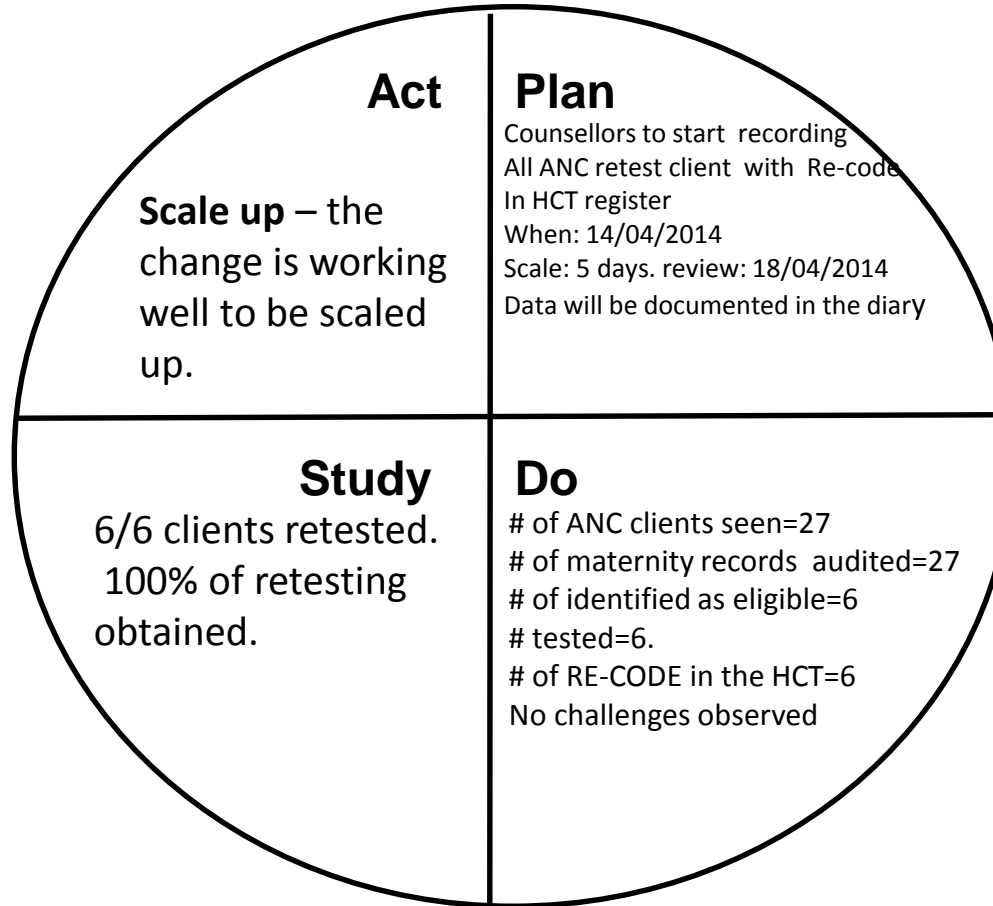 Act
Scale up – the
change is working
well to be scaled
up.
Plan
Counsellors to start recording
All ANC retest client with Re-code
In HCT register
When: 14/04/2014
Scale: 5 days. review: 18/04/2014
Data will be documented in the diary
Study
6/6 clients retested.
100% of retesting
obtained.
Do
# of ANC clients seen=27
# of maternity records audited=27
# of identified as eligible=6
# tested=6.
# of RE-CODE in the HCT=6
No challenges observed